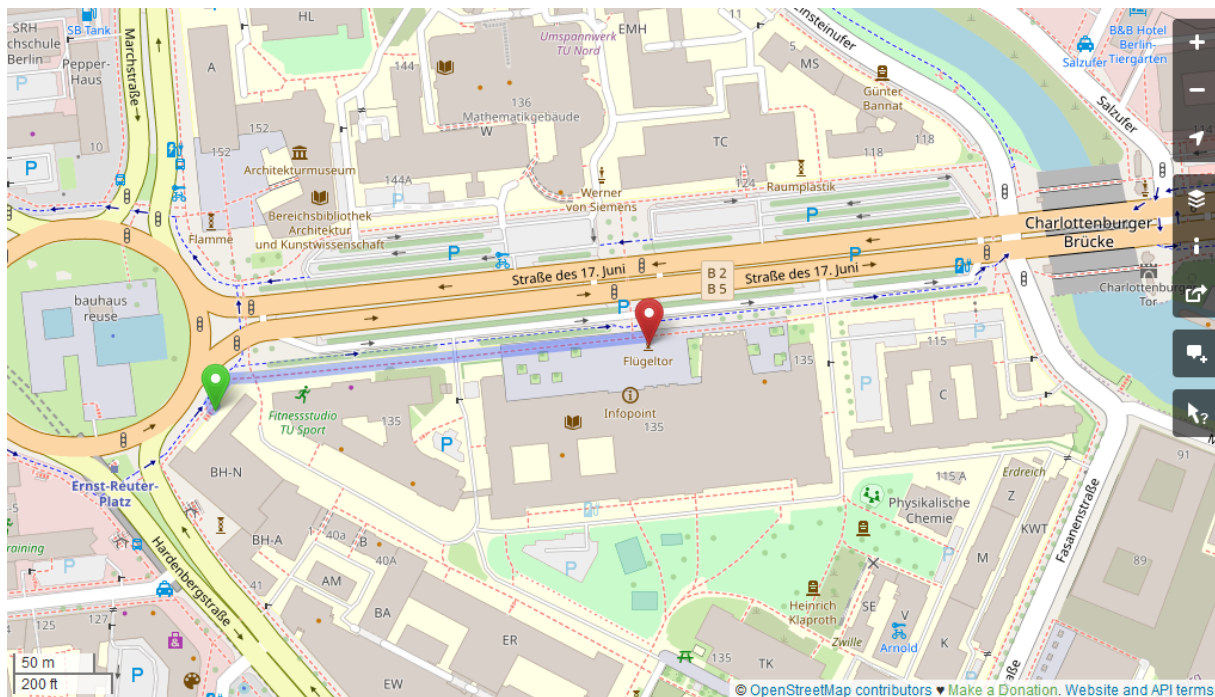 SRH
chschule
Berlin
SB Tank
Pepper-
Haus
Marchstraße
HL
A
Umspannwerk
TU Nord
EMH
11
insteinufer
5
MS
Günter
Bannat
B&B Hotel
Berlin-
Tiergarten
Salzufer
Salzufer
144
136
Mathematikgebäude
W
TC
118
118
152
152
10
P
Architekturmuseum
144A
P
124
Raumplastik
Werner
von Siemens
Bereichsbibliothek
Architektur
und Kunstwissenschaft
Flamme
P
P
P
Charlottenburger
Brücke
Straße des 17. Juni
B 2
B 5
Straße des 17. Juni
Charlottenburger
Tor
bauhaus
reuse
P
Flügeltor
135
115
P
Fitnessstudio
TU Sport
135
Infopoint
135
C
P
Ernst-Reuter-
Platz
BH-N
115 A
Erdreich
91
Physikalische
Chemie
Z
KWT
Fasanenstraße
BH-A
40a
B
40A
AM
41
BA
Hardenbergstraße
raining
P
P
M
89
Heinrich
Klaproth
SE
V
Zwille
Arnold
K
125
127
P
ER
EW
135
TK
50 m
200 ft
© OpenStreetMap contributors ♥ Make a Donation. Website and API terms